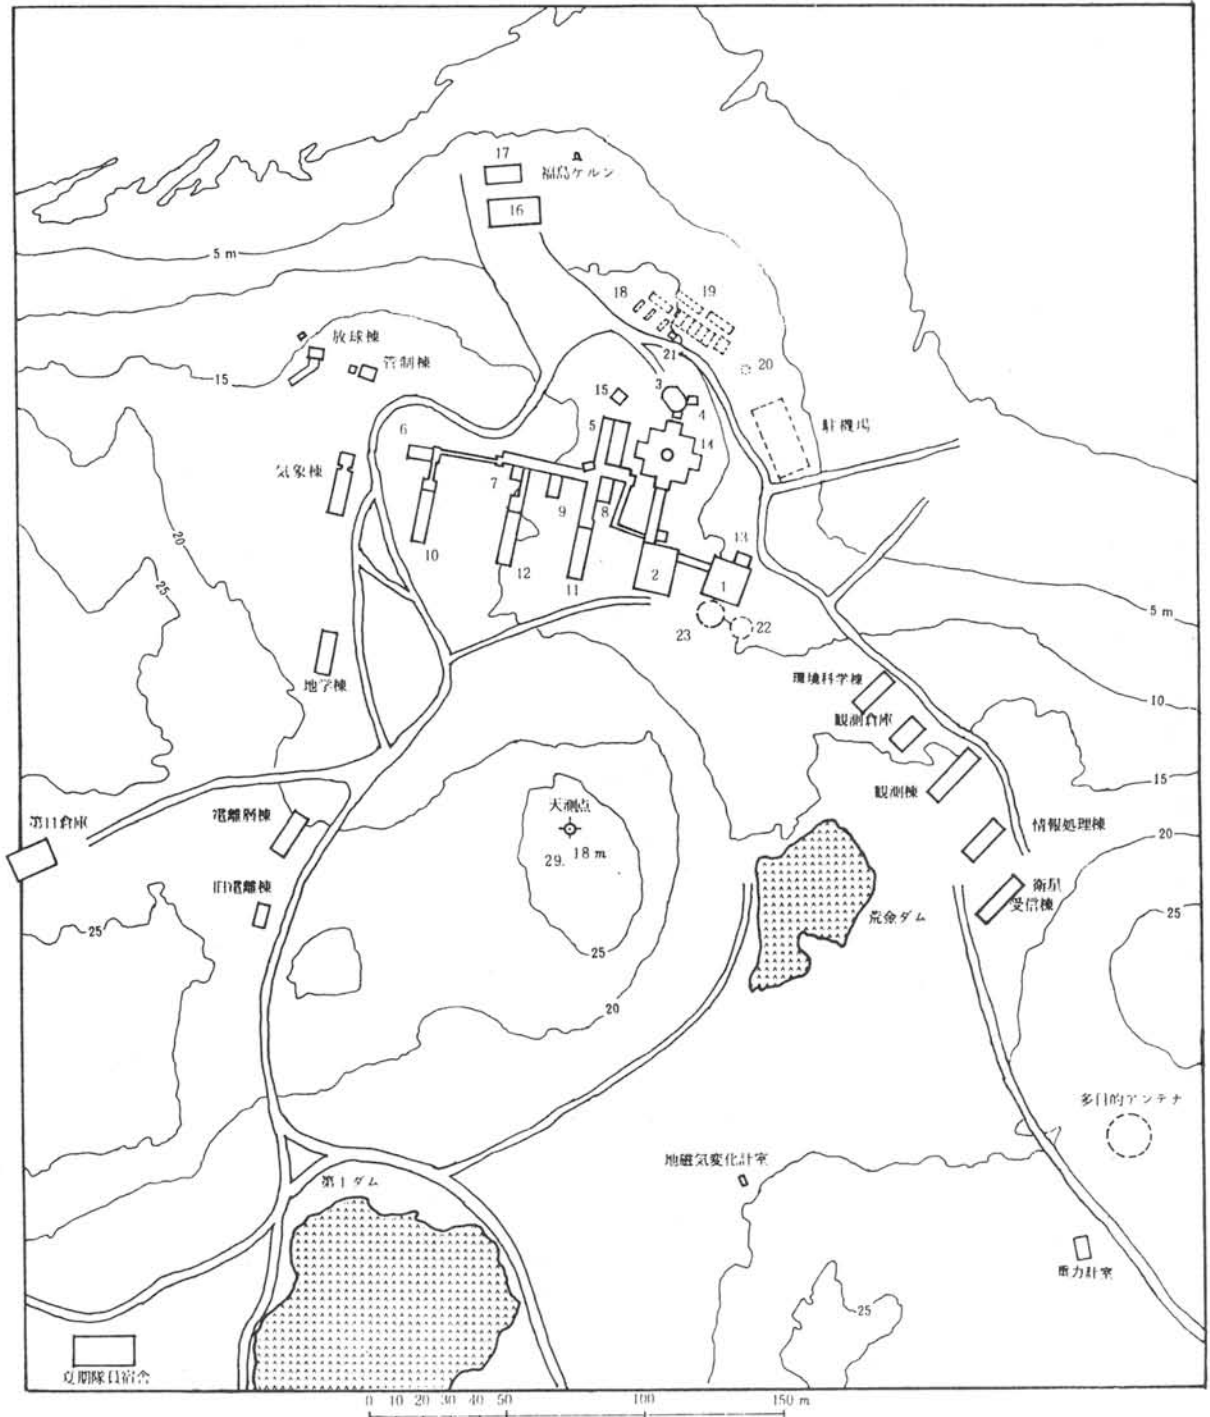 17
福島ケルン
16
5 m
18
19
放球棟
管制棟
21
20
15
3
15
4
5
駐機場
6
14
気象棟
7
9
8
20
10
13
25
12
2
11
1
5 m
23
22
環境科学棟
地学棟
10
観測倉庫
15
観測棟
天測点
第11倉庫
電離層棟
情報処理棟
20
29. 18 m
旧電離棟
衛星
受信棟
荒金ダム
25
25
25
20
多目的アンテナ
地磁気変化計室
第1ダム
重力計室
25
夏期隊員宿舎
0 10 20 30 40 50 100 150 m